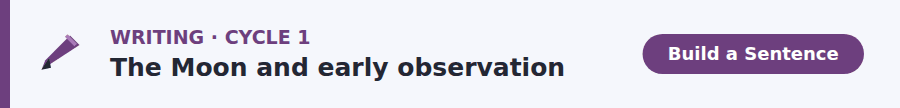 WRITING · CYCLE 1
The Moon and early observation
Build a Sentence